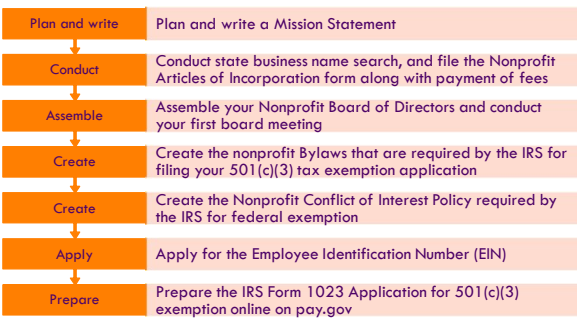 Plan and write
Plan and write a Mission Statement
Conduct
Conduct state business name search, and file the Nonprofit
Articles of Incorporation form along with payment of fees
Assemble
Assemble your Nonprofit Board of Directors and conduct
your first board meeting
Create
Create the nonprofit Bylaws that are required by the IRS for
filing your 501(c)(3) tax exemption application
Create
Create the Nonprofit Conflict of Interest Policy required by
the IRS for federal exemption
Apply
Apply for the Employee Identification Number (EIN)
Prepare
Prepare the IRS Form 1023 Application for 501(c)(3)
exemption online on pay.gov